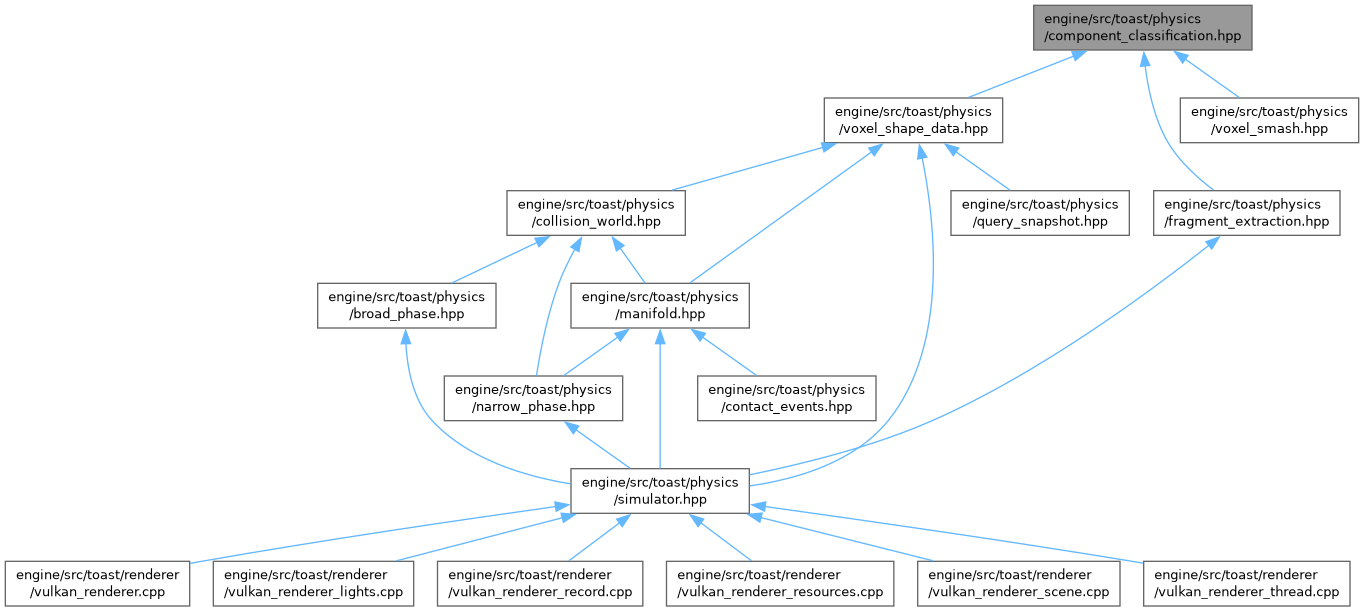 engine/src/toast/physics
/component_classification.hpp
engine/src/toast/physics
/voxel_shape_data.hpp
engine/src/toast/physics
/voxel_smash.hpp
engine/src/toast/physics
/collision_world.hpp
engine/src/toast/physics
/query_snapshot.hpp
engine/src/toast/physics
/fragment_extraction.hpp
engine/src/toast/physics
/broad_phase.hpp
engine/src/toast/physics
/manifold.hpp
engine/src/toast/physics
/narrow_phase.hpp
engine/src/toast/physics
/contact_events.hpp
engine/src/toast/physics
/simulator.hpp
engine/src/toast/renderer
/vulkan_renderer.cpp
engine/src/toast/renderer
/vulkan_renderer_lights.cpp
engine/src/toast/renderer
/vulkan_renderer_record.cpp
engine/src/toast/renderer
/vulkan_renderer_resources.cpp
engine/src/toast/renderer
/vulkan_renderer_scene.cpp
engine/src/toast/renderer
/vulkan_renderer_thread.cpp